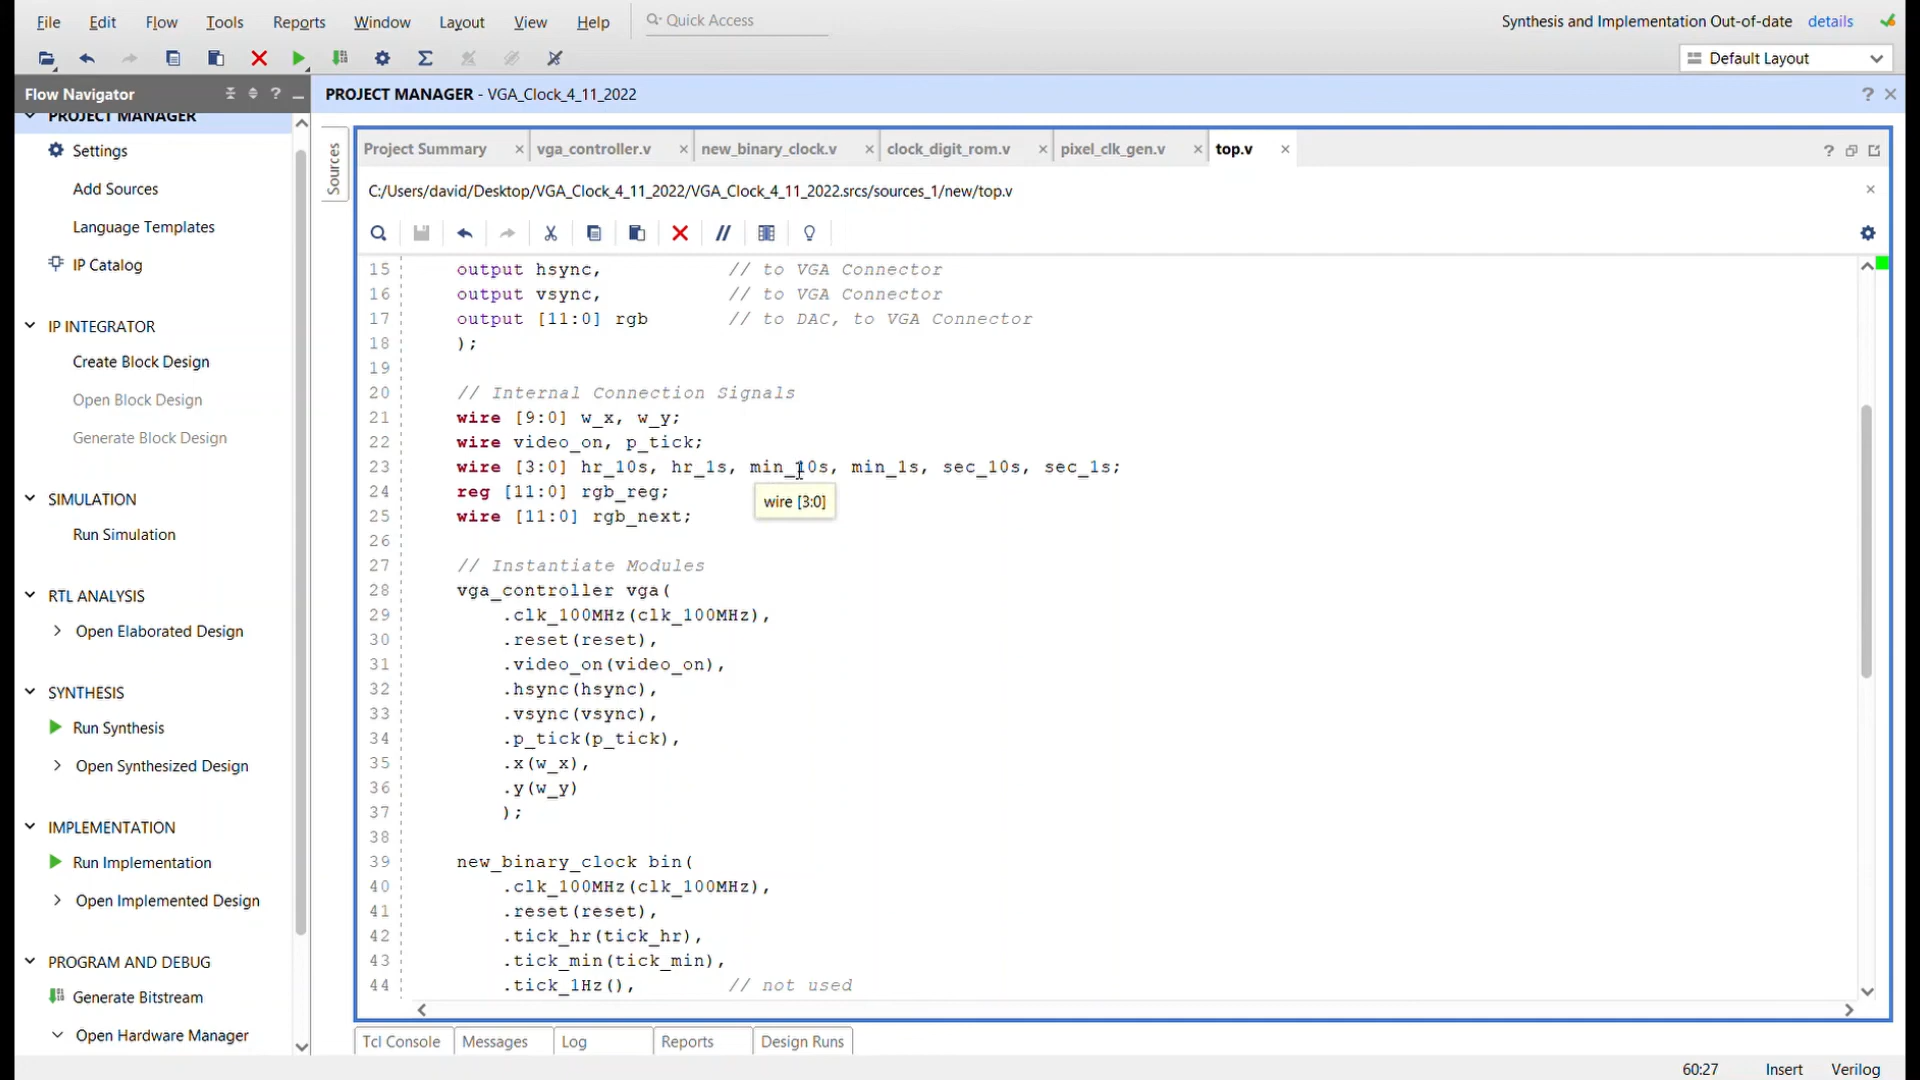 File Edit Flow Tools Reports Window Layout View Help Quick Access Synthesis and Implementation Out-of-date details
Default Layout
Flow Navigator
PROJECT MANAGER
Settings
Add Sources
Language Templates
IP Catalog
IP INTEGRATOR
Create Block Design
Open Block Design
Generate Block Design
SIMULATION
Run Simulation
RTL ANALYSIS
Open Elaborated Design
SYNTHESIS
Run Synthesis
Open Synthesized Design
IMPLEMENTATION
Run Implementation
Open Implemented Design
PROGRAM AND DEBUG
Generate Bitstream
Open Hardware Manager
PROJECT MANAGER - VGA_Clock_4_11_2022
Sources
Project Summary vga_controller.v new_binary_clock.v clock_digit_rom.v pixel_clk_gen.v top.v
C:/Users/david/Desktop/VGA_Clock_4_11_2022/VGA_Clock_4_11_2022.srcs/sources_1/new/top.v
15 output hsync, // to VGA Connector
16 output vsync, // to VGA Connector
17 output [11:0] rgb // to DAC, to VGA Connector
18 );
19
20 // Internal Connection Signals
21 wire [9:0] w_x, w_y;
22 wire video_on, p_tick;
23 wire [3:0] hr_10s, hr_1s, min_10s, min_1s, sec_10s, sec_1s;
24 reg [11:0] rgb_reg;
wire [3:0]
25 wire [11:0] rgb_next;
26
27 // Instantiate Modules
28 vga_controller vga(
29 .clk_100MHz(clk_100MHz),
30 .reset(reset),
31 .video_on(video_on),
32 .hsync(hsync),
33 .vsync(vsync),
34 .p_tick(p_tick),
35 .x(w_x),
36 .y(w_y)
37 );
38
39 new_binary_clock bin(
40 .clk_100MHz(clk_100MHz),
41 .reset(reset),
42 .tick_hr(tick_hr),
43 .tick_min(tick_min),
44 .tick_1Hz(), // not used
Tcl Console Messages Log Reports Design Runs
60:27 Insert Verilog